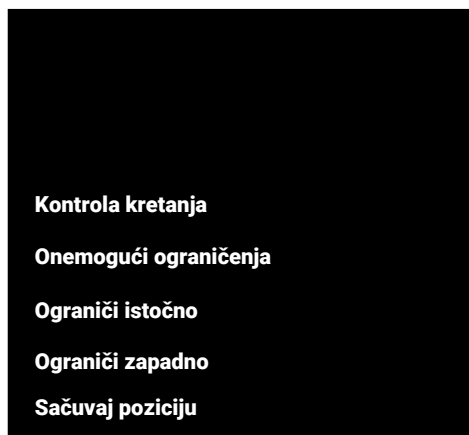 Kontrola kretanja
Onemogući ograničenja
Ograniči istočno
Ograniči zapadno
Sačuvaj poziciju